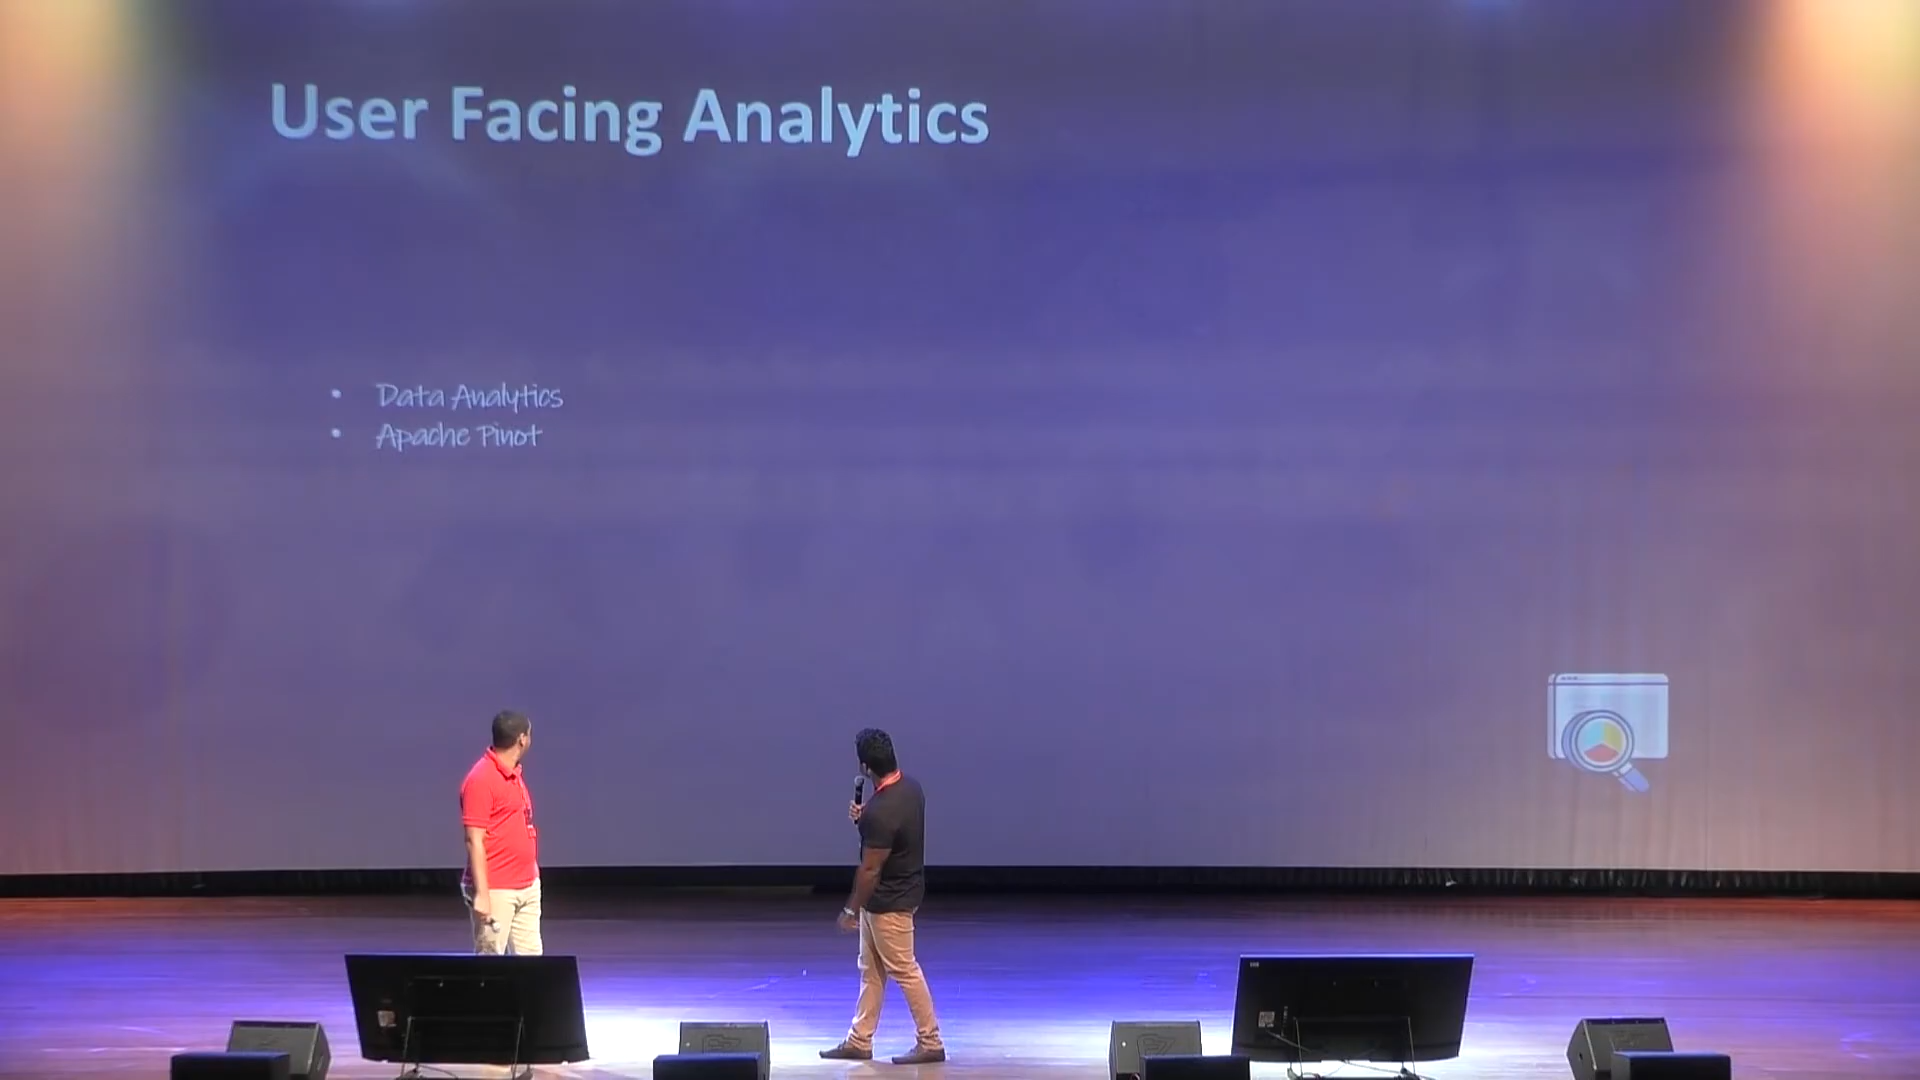 User Facing Analytics
• Data Analytics
• Apache Pinot